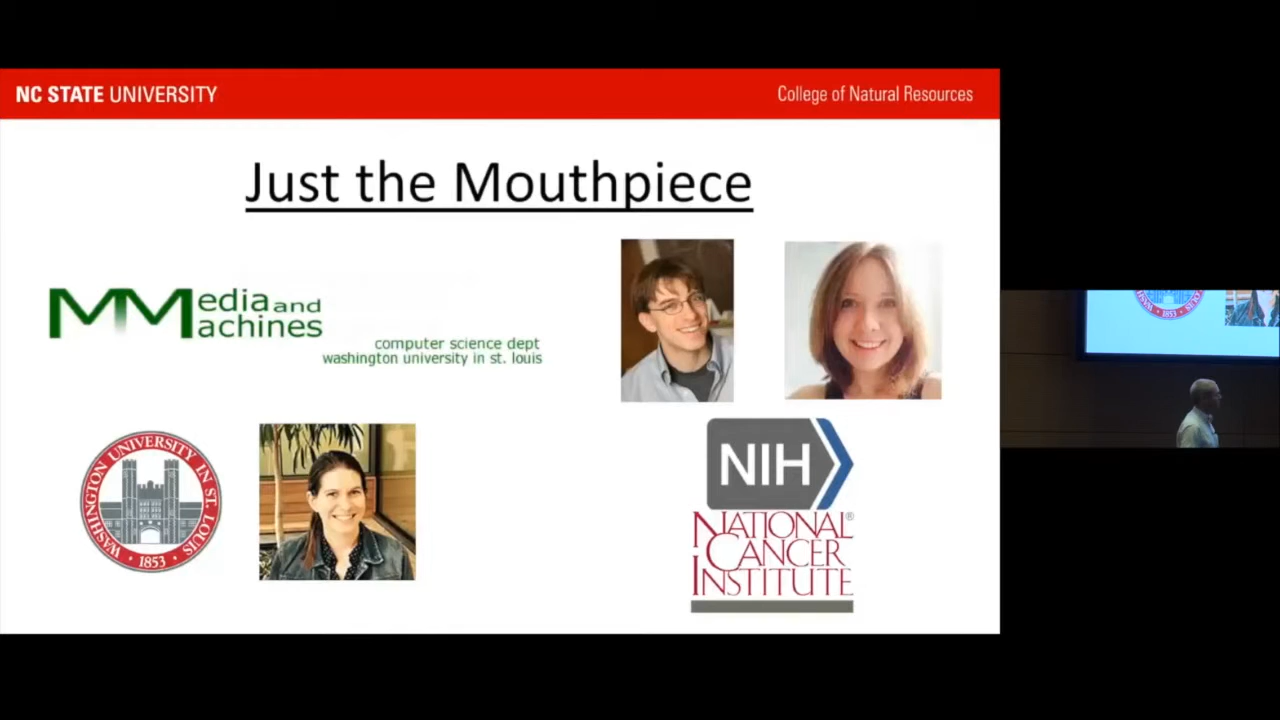 NC STATE UNIVERSITY
College of Natural Resources
Just the Mouthpiece
MMedia and
Machines
computer science dept
washington university in st. louis
WASHINGTON UNIVERSITY IN ST. LOUIS
• 1853 •
NIH
NATIONAL®
CANCER
INSTITUTE
1853